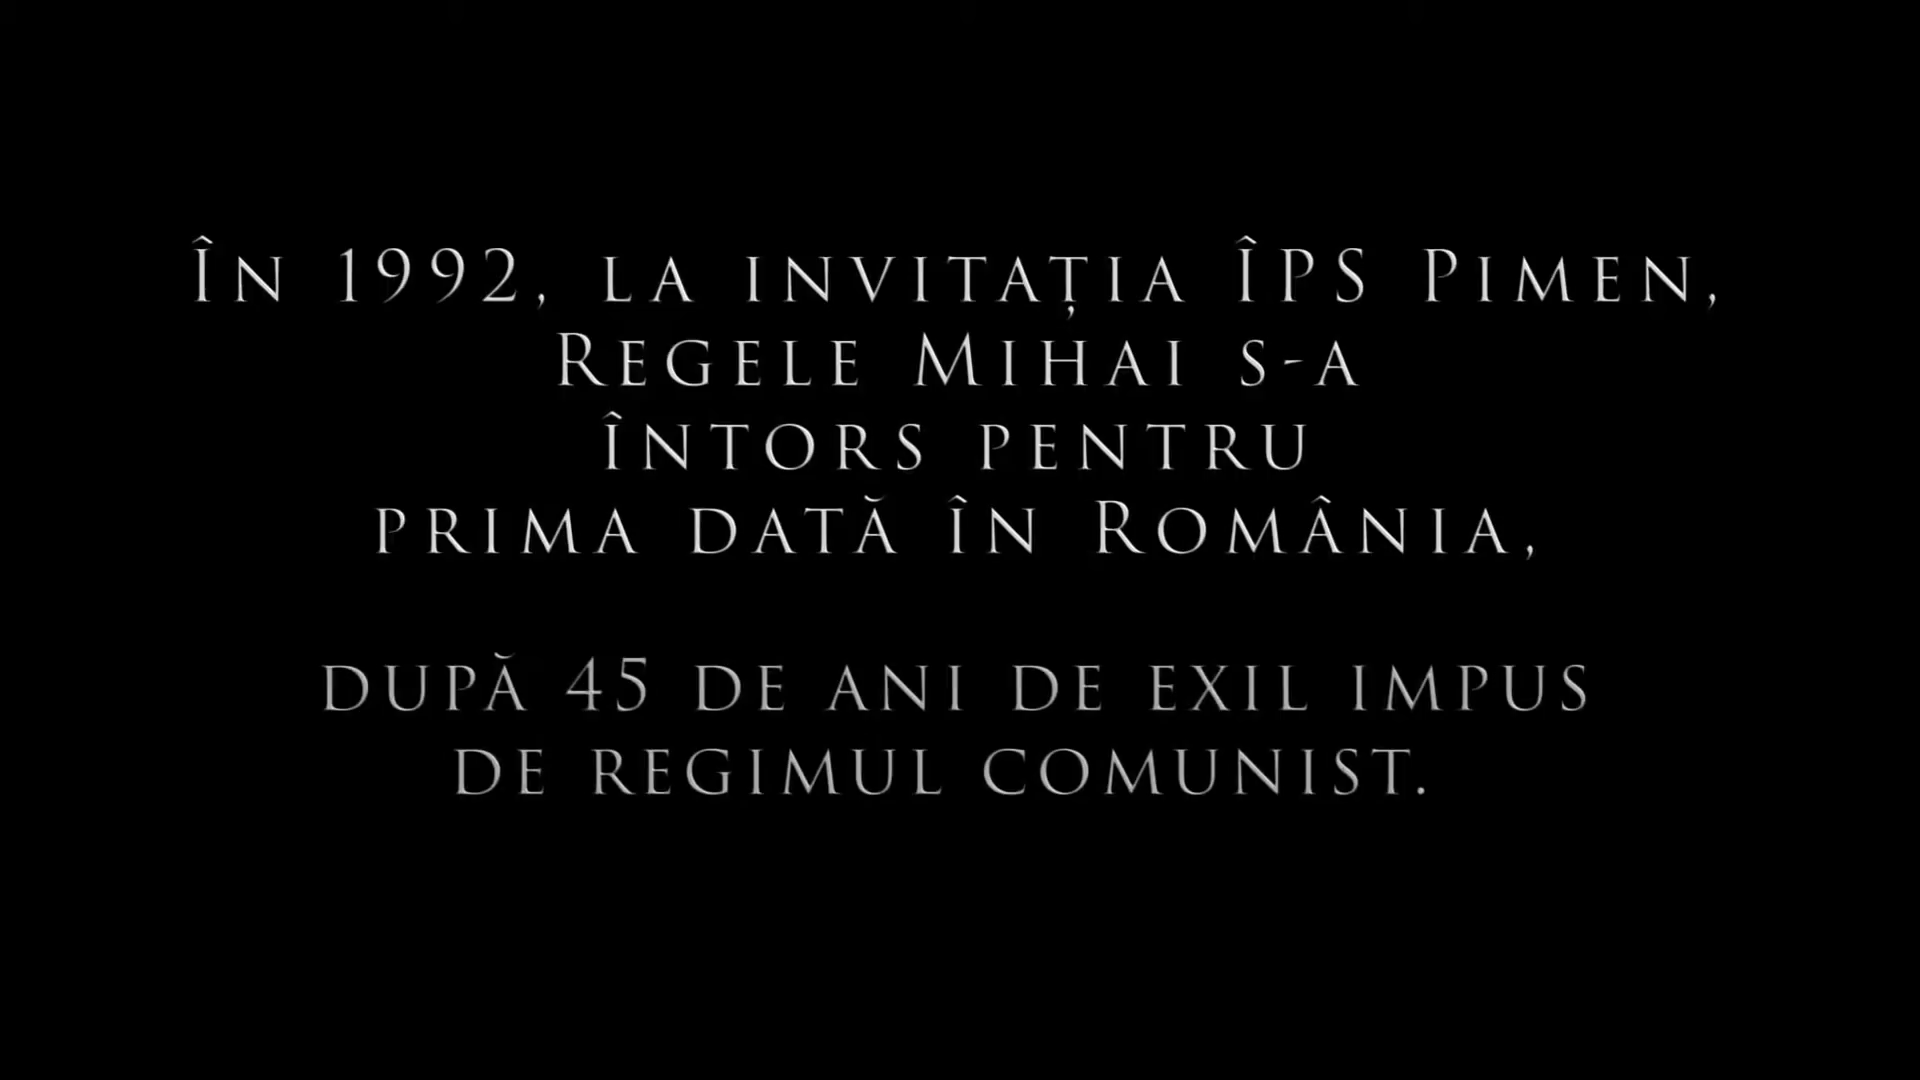 În 1992, la invitația ÎPS Pimen,
Regele Mihai s-a
întors pentru
prima dată în România,
după 45 de ani de exil impus
de regimul comunist.